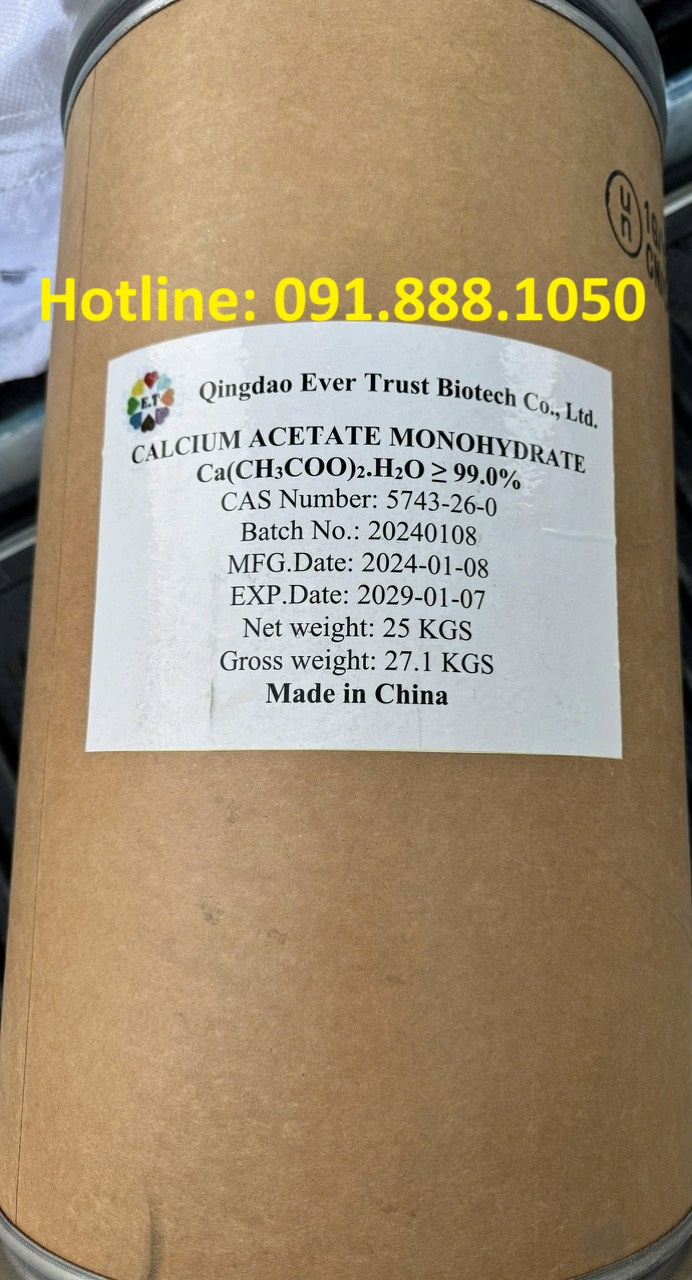 un
Hotline: 091.888.1050
E.T
Qingdao Ever Trust Biotech Co., Ltd.
CALCIUM ACETATE MONOHYDRATE
Ca(CH₃COO)₂.H₂O ≥ 99.0%
CAS Number: 5743-26-0
Batch No.: 20240108
MFG.Date: 2024-01-08
EXP.Date: 2029-01-07
Net weight: 25 KGS
Gross weight: 27.1 KGS
Made in China